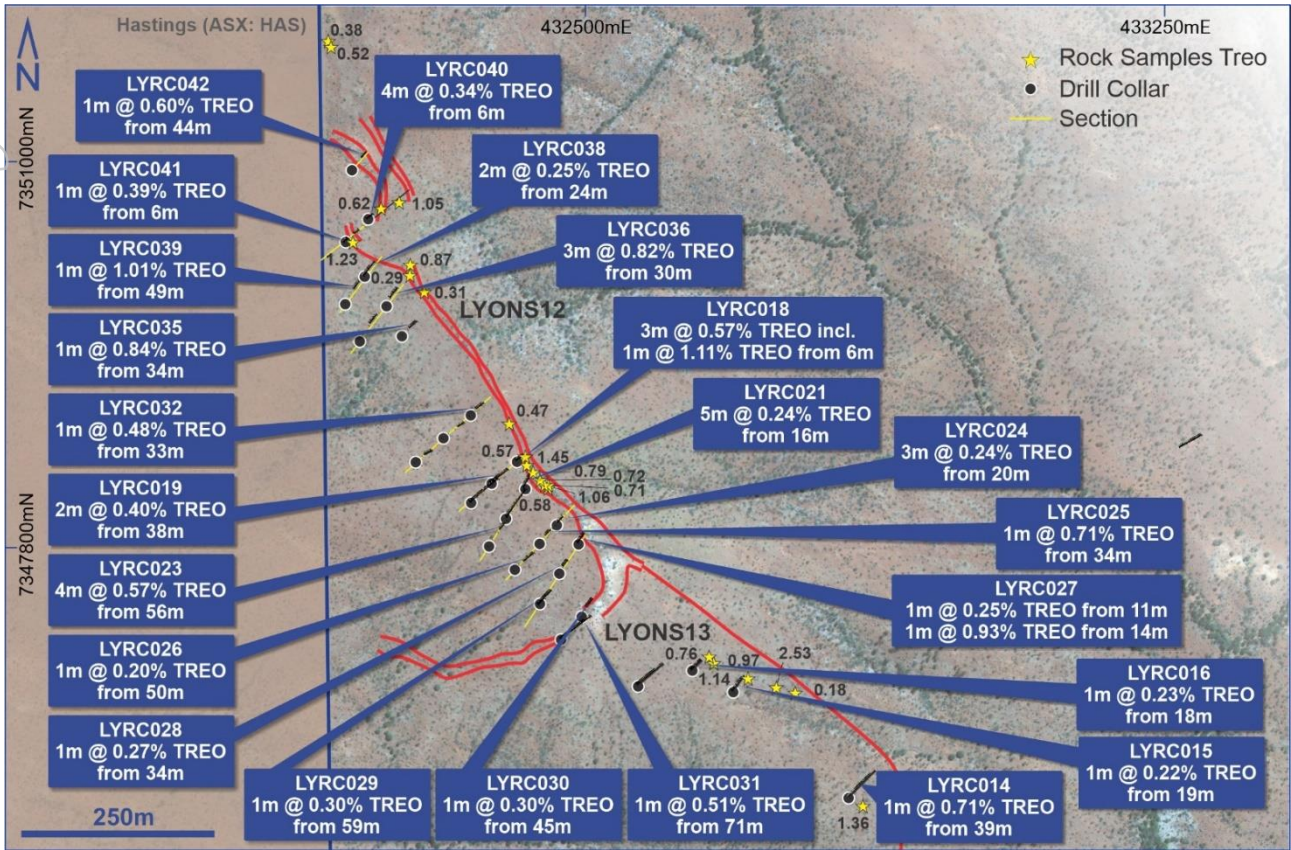 Hastings (ASX: HAS)
432500mE
433250mE
N
7351000mN
7347800mN
Rock Samples Treo
Drill Collar
Section
0.38
0.52
LYRC042
1m @ 0.60% TREO
from 44m
LYRC040
4m @ 0.34% TREO
from 6m
LYRC041
1m @ 0.39% TREO
from 6m
LYRC038
2m @ 0.25% TREO
from 24m
LYRC039
1m @ 1.01% TREO
from 49m
LYRC036
3m @ 0.82% TREO
from 30m
LYRC035
1m @ 0.84% TREO
from 34m
LYRC018
3m @ 0.57% TREO incl.
1m @ 1.11% TREO from 6m
LYRC032
1m @ 0.48% TREO
from 33m
LYRC021
5m @ 0.24% TREO
from 16m
LYRC019
2m @ 0.40% TREO
from 38m
LYRC024
3m @ 0.24% TREO
from 20m
LYRC023
4m @ 0.57% TREO
from 56m
LYRC025
1m @ 0.71% TREO
from 34m
LYRC026
1m @ 0.20% TREO
from 50m
LYRC027
1m @ 0.25% TREO from 11m
1m @ 0.93% TREO from 14m
LYRC028
1m @ 0.27% TREO
from 34m
LYRC016
1m @ 0.23% TREO
from 18m
LYRC015
1m @ 0.22% TREO
from 19m
LYRC029
1m @ 0.30% TREO
from 59m
LYRC030
1m @ 0.30% TREO
from 45m
LYRC031
1m @ 0.51% TREO
from 71m
LYRC014
1m @ 0.71% TREO
from 39m
0.62
1.05
1.23
0.29
0.87
0.31
LYONS12
0.47
0.57
1.45
0.79
0.72
0.71
1.06
0.58
LYONS13
0.76
0.97
2.53
1.14
0.18
1.36
250m